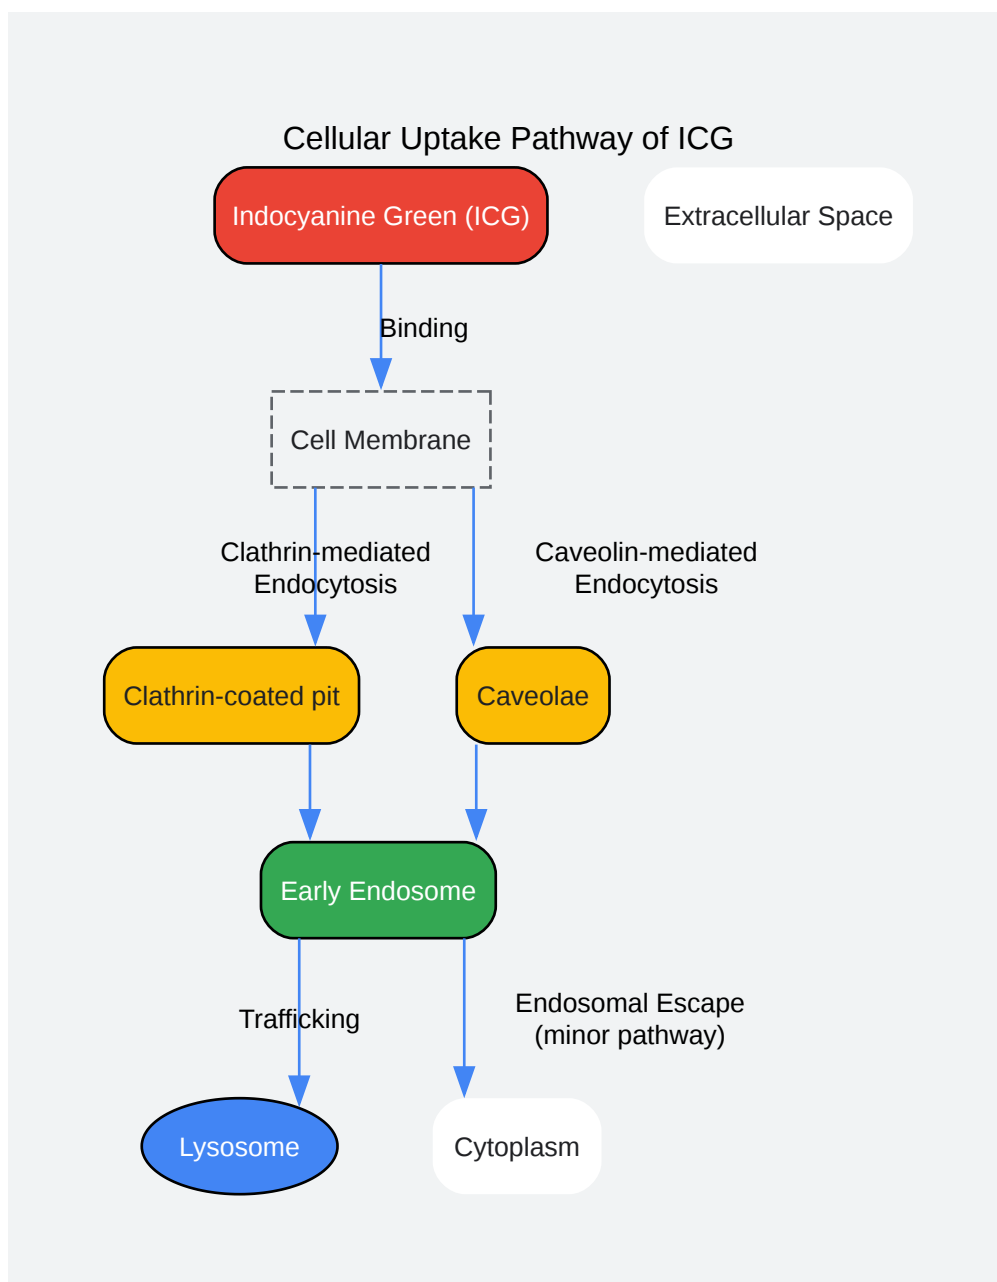 Cellular Uptake Pathway of ICG
Indocyanine Green (ICG)
Extracellular Space
Binding
Cell Membrane
Clathrin-mediated
Endocytosis
Caveolin-mediated
Endocytosis
Clathrin-coated pit
Caveolae
Early Endosome
Trafficking
Endosomal Escape
(minor pathway)
Lysosome
Cytoplasm